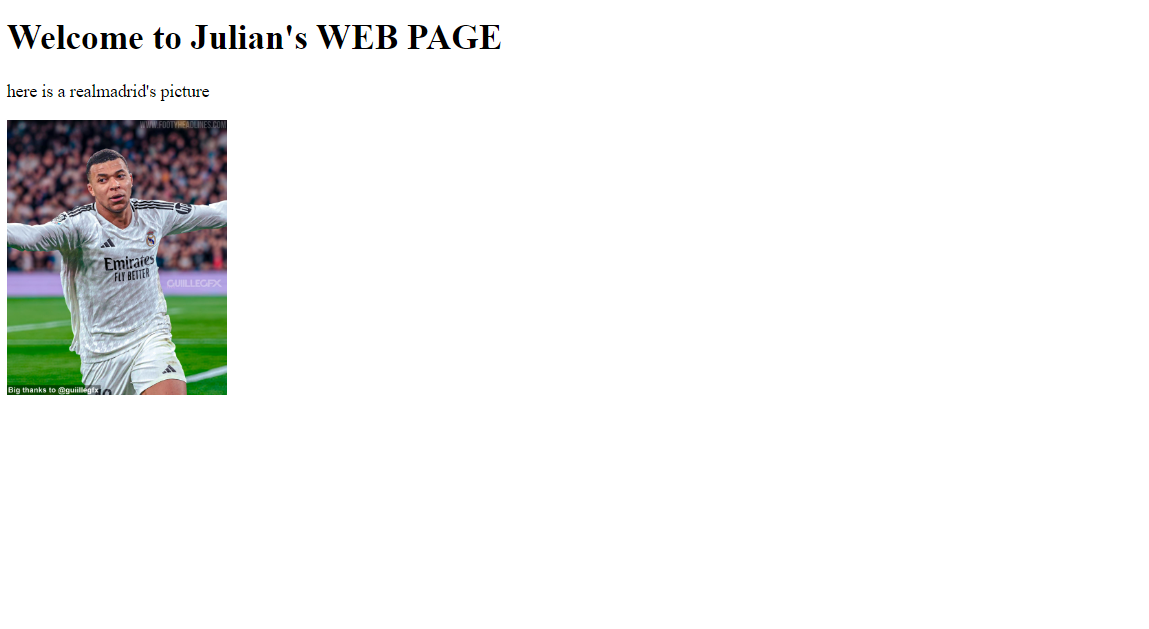 Welcome to Julian's WEB PAGE
here is a realmadrid's picture
WWW.FOOTYHEADLINES.COM
Emirates
FLY BETTER
GUILLEGFX
Big thanks to @guiillegfx